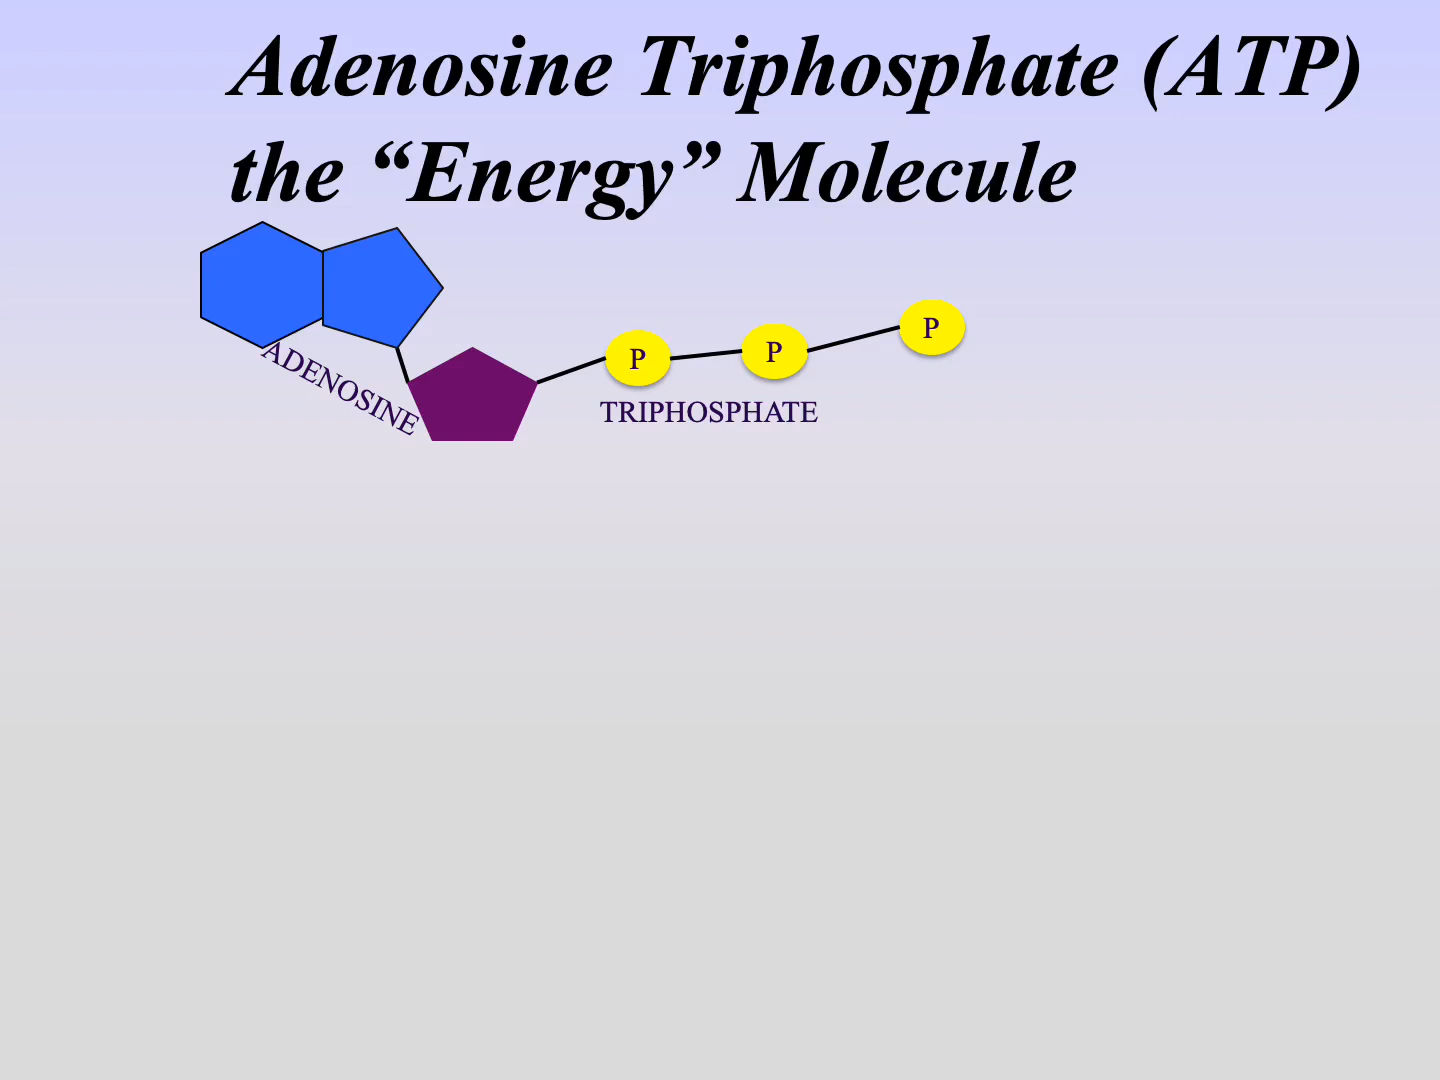 Adenosine Triphosphate (ATP)
the “Energy” Molecule
P
P
P
ADENOSINE
TRIPHOSPHATE